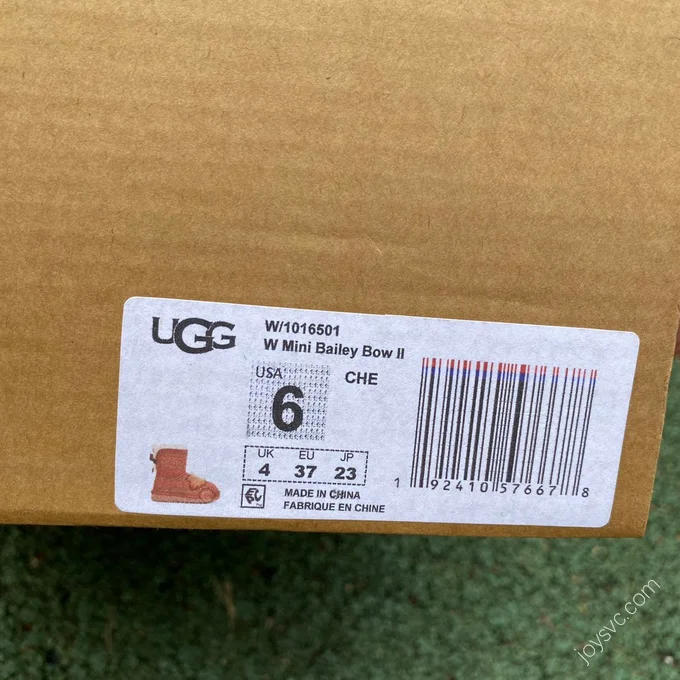 UGG
W/1016501
W Mini Bailey Bow II
USA
6
CHE
UK EU JP
4 37 23
MADE IN CHINA
FABRIQUE EN CHINE
1 92410 57667 8
joysvc.com